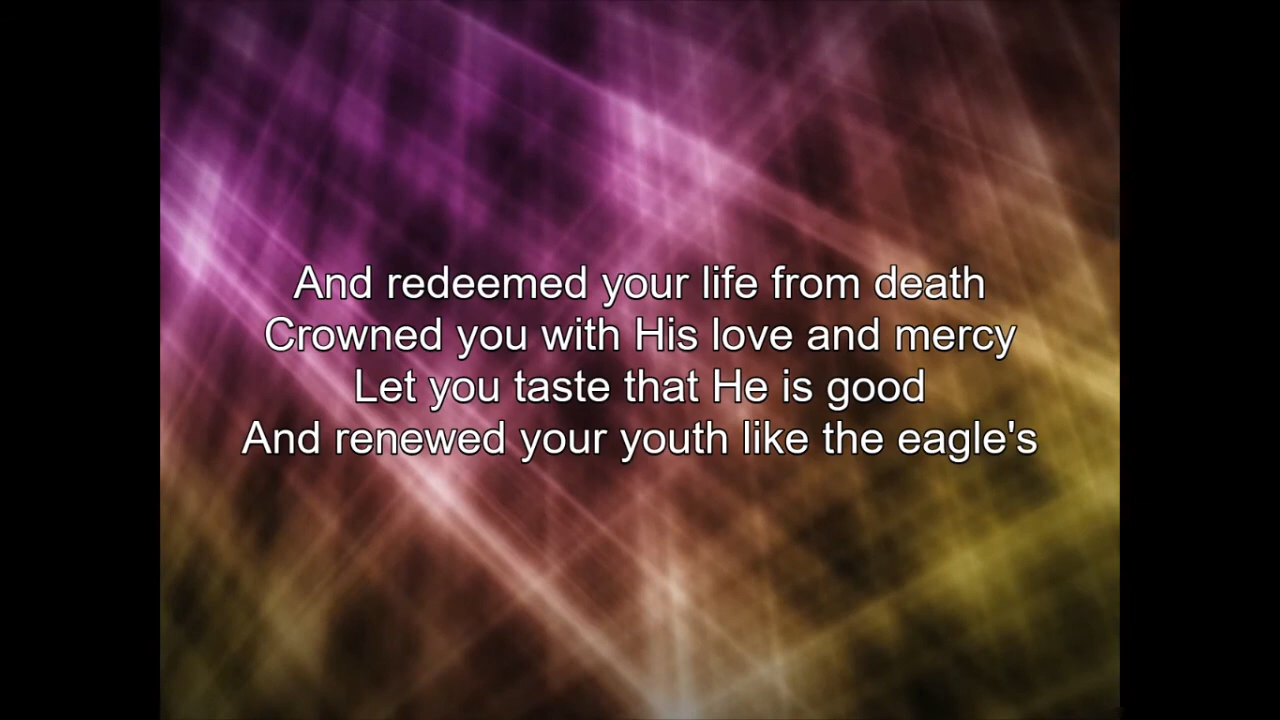 And redeemed your life from death
Crowned you with His love and mercy
Let you taste that He is good
And renewed your youth like the eagle's